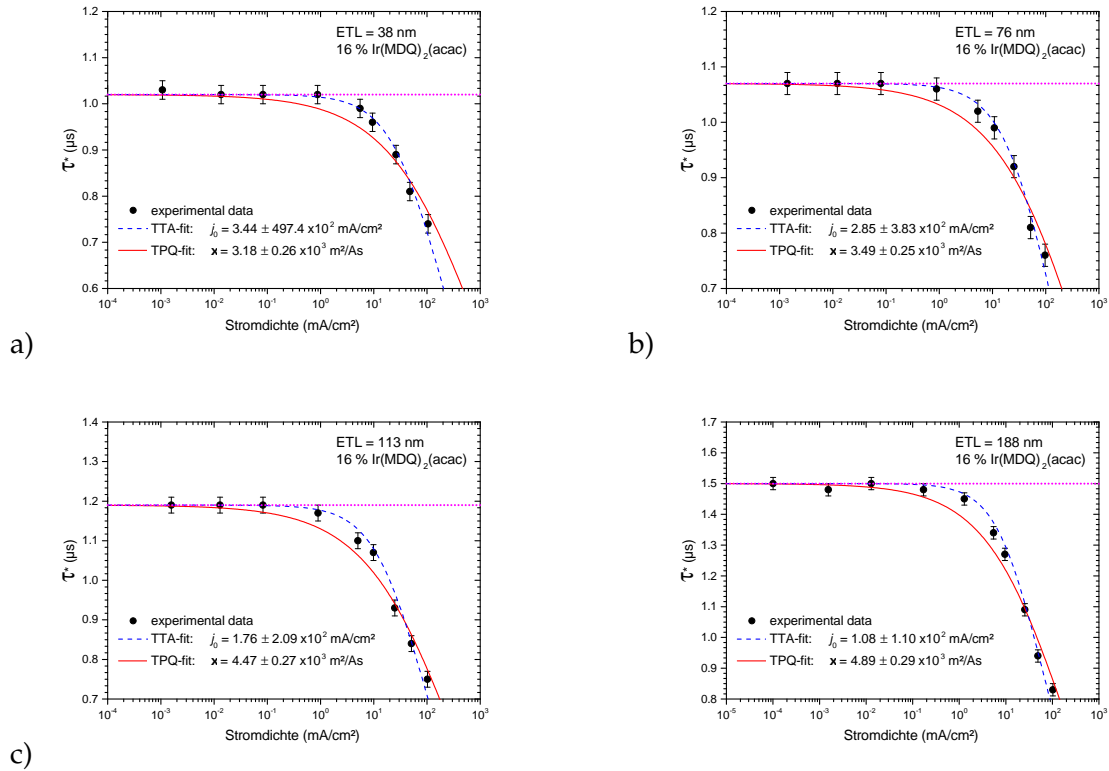 1.2
1.1
1.0
0.9
0.8
0.7
0.6
τ* (µs)
ETL = 38 nm
16 % Ir(MDQ)₂(acac)
experimental data
TTA-fit: j₀ = 3.44 ± 497.4 x10² mA/cm²
TPQ-fit: ϰ = 3.18 ± 0.26 x10³ m²/As
10⁻⁴ 10⁻³ 10⁻² 10⁻¹ 10⁰ 10¹ 10² 10³
Stromdichte (mA/cm²)
a)
1.2
1.1
1.0
0.9
0.8
0.7
τ* (µs)
ETL = 76 nm
16 % Ir(MDQ)₂(acac)
experimental data
TTA-fit: j₀ = 2.85 ± 3.83 x10² mA/cm²
TPQ-fit: ϰ = 3.49 ± 0.25 x10³ m²/As
10⁻⁴ 10⁻³ 10⁻² 10⁻¹ 10⁰ 10¹ 10² 10³
Stromdichte (mA/cm²)
b)
1.4
1.3
1.2
1.1
1.0
0.9
0.8
0.7
τ* (µs)
ETL = 113 nm
16 % Ir(MDQ)₂(acac)
experimental data
TTA-fit: j₀ = 1.76 ± 2.09 x10² mA/cm²
TPQ-fit: ϰ = 4.47 ± 0.27 x10³ m²/As
10⁻⁴ 10⁻³ 10⁻² 10⁻¹ 10⁰ 10¹ 10² 10³
Stromdichte (mA/cm²)
c)
1.7
1.6
1.5
1.4
1.3
1.2
1.1
1.0
0.9
0.8
τ* (µs)
ETL = 188 nm
16 % Ir(MDQ)₂(acac)
experimental data
TTA-fit: j₀ = 1.08 ± 1.10 x10² mA/cm²
TPQ-fit: ϰ = 4.89 ± 0.29 x10³ m²/As
10⁻⁵ 10⁻⁴ 10⁻³ 10⁻² 10⁻¹ 10⁰ 10¹ 10² 10³
Stromdichte (mA/cm²)